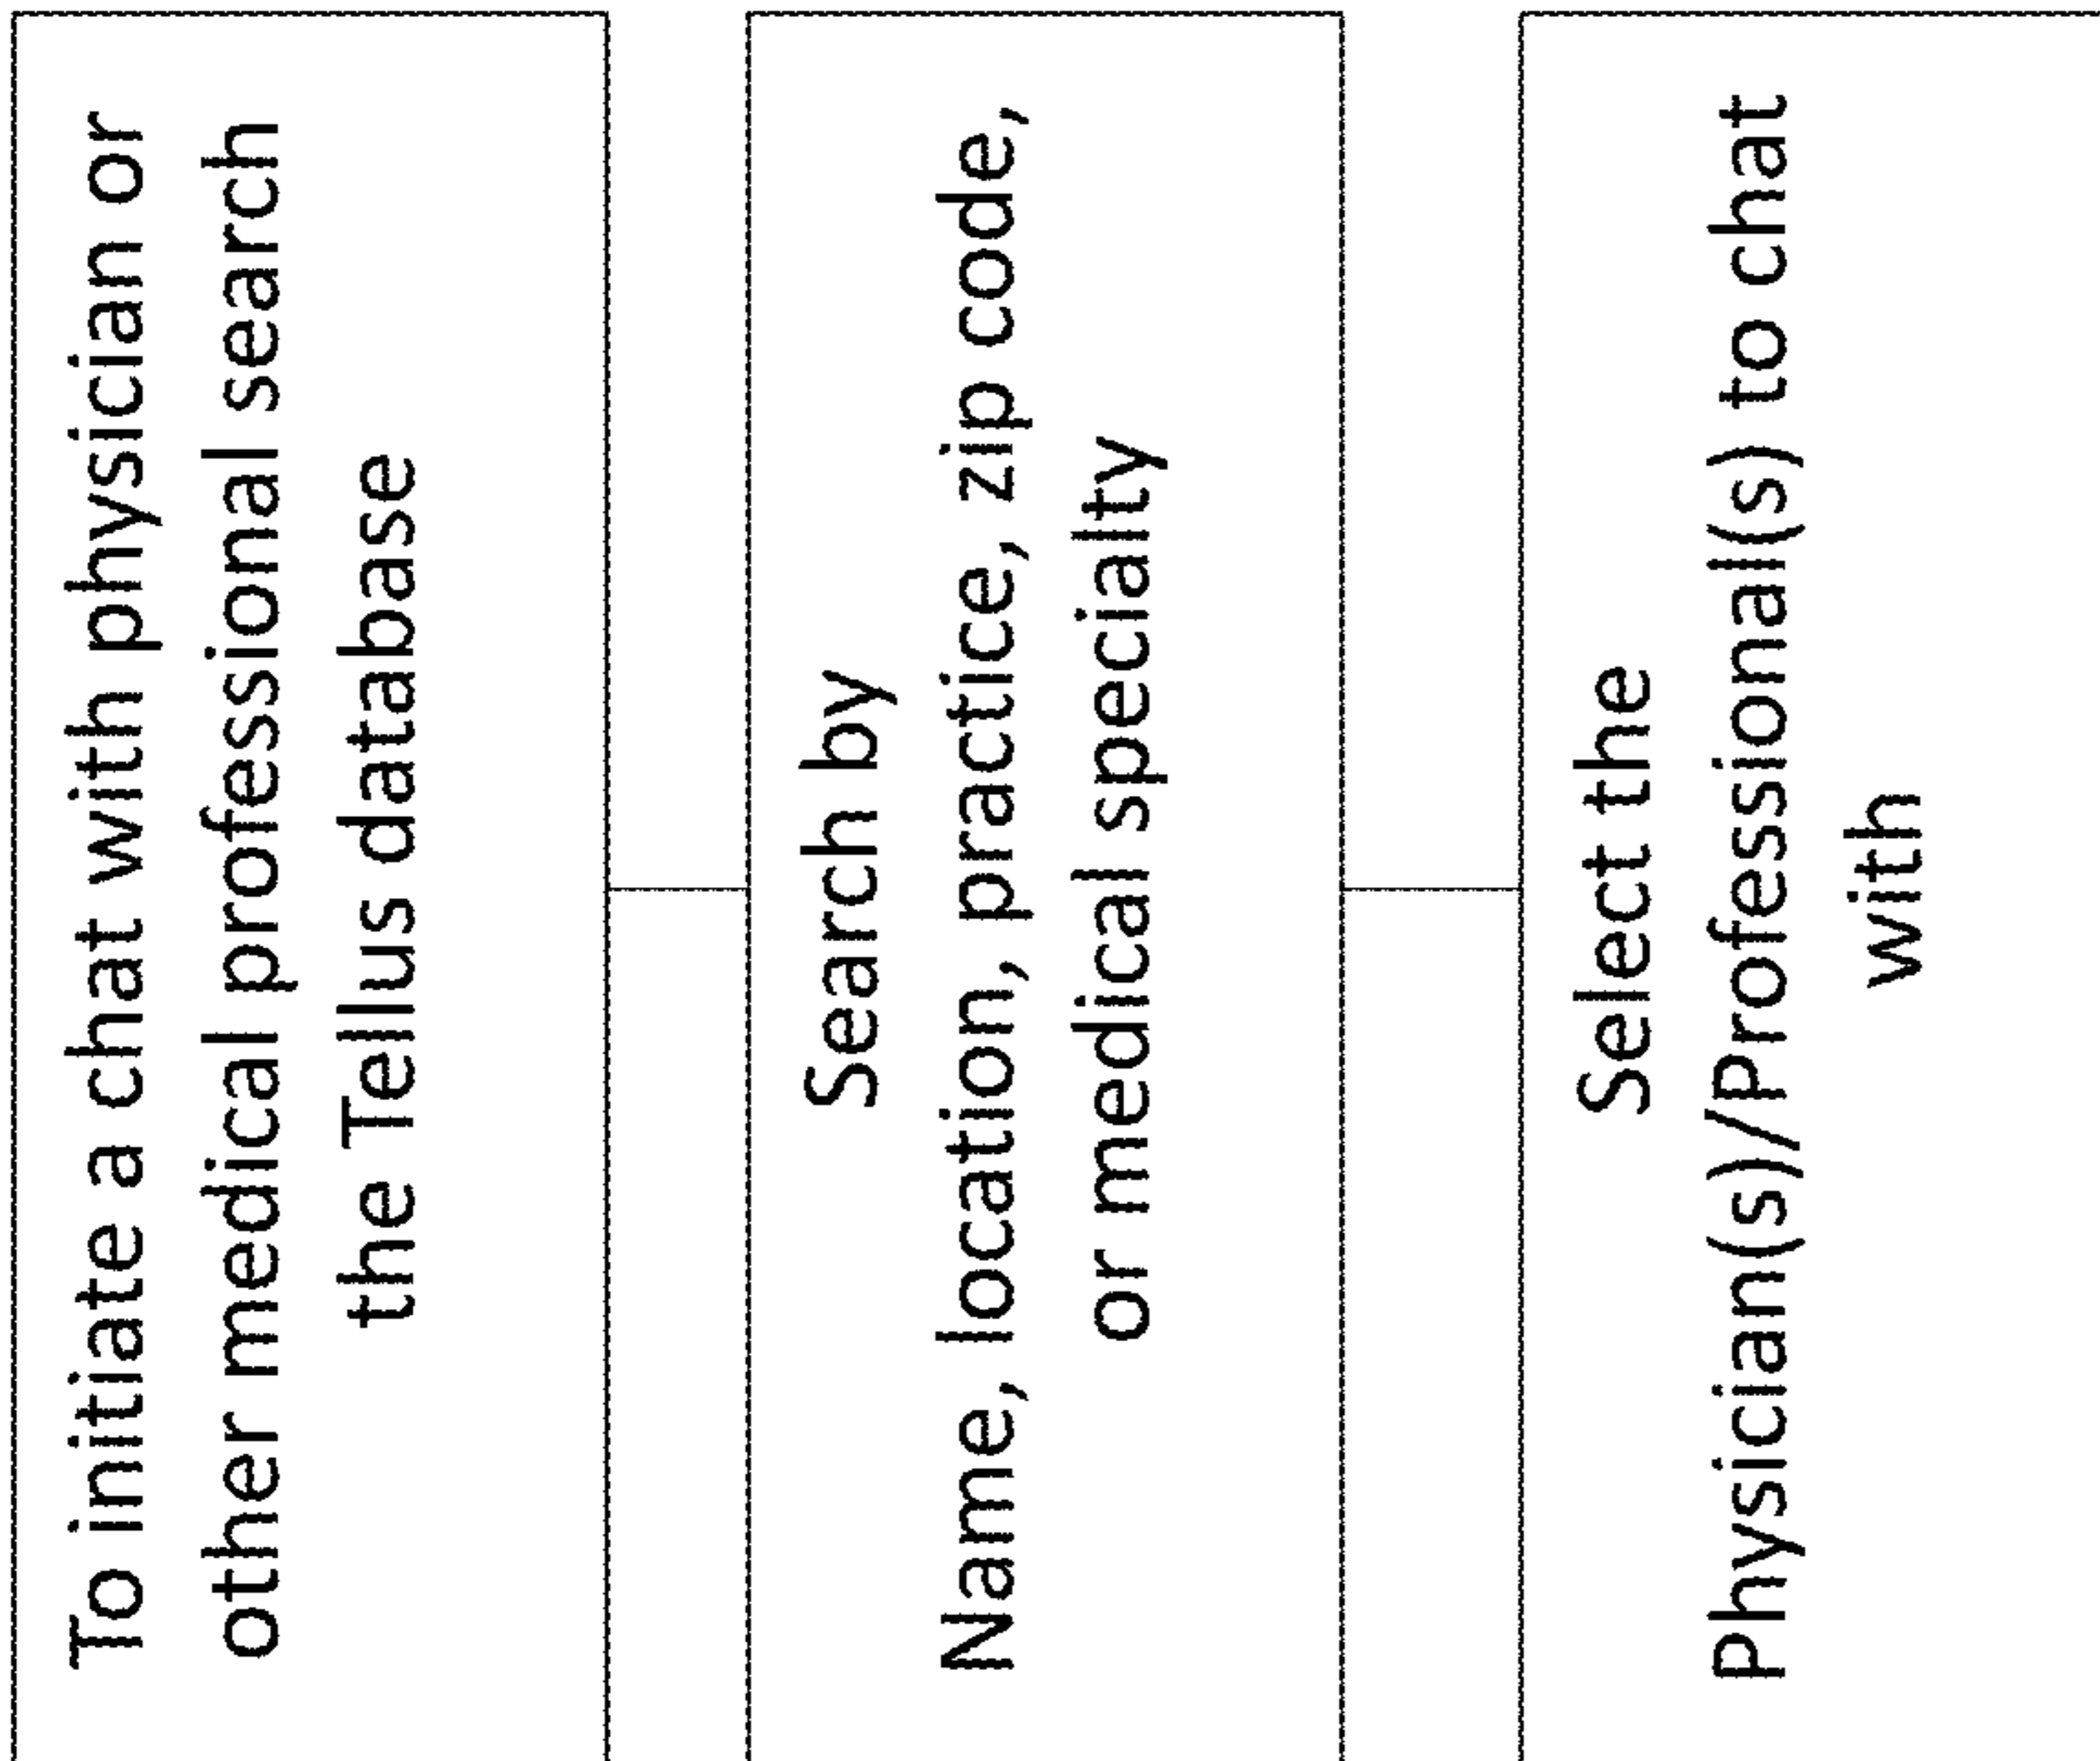 To initiate a chat with physician or
other medical professional search
the Tellus database
Search by
Name, location, practice, zip code,
or medical specialty
Select the
Physician(s)/Professional(s) to chat
with